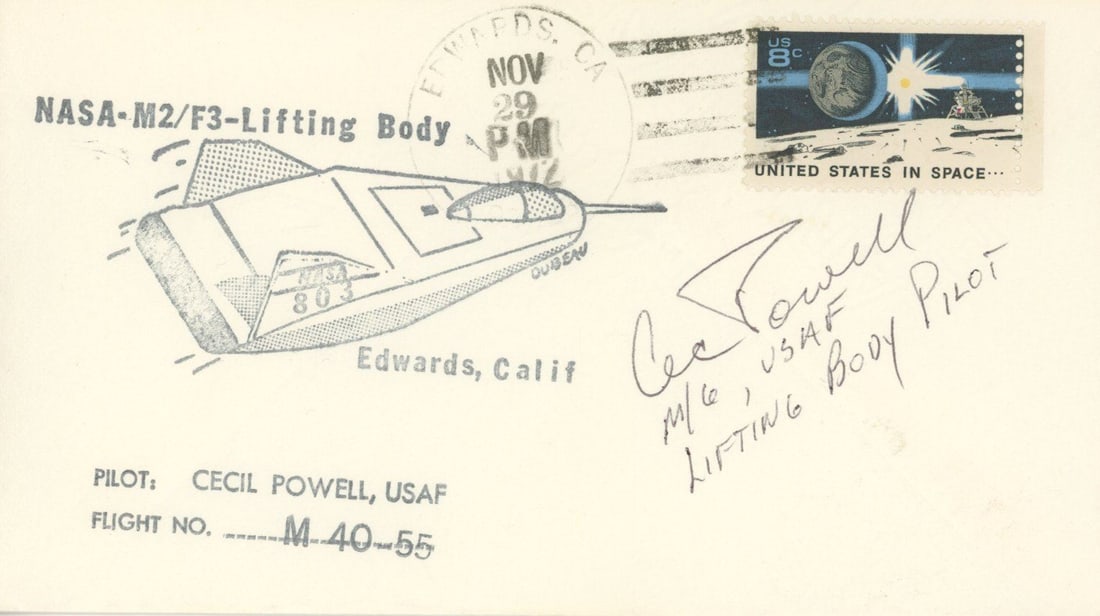 EDWARDS, CA
NOV
29
PM
1972
US
8c
UNITED STATES IN SPACE...
NASA-M2/F3-Lifting Body
NASA
803
OUBEAU
Edwards, Calif
Cec Powell
M/G, USAF
LIFTING BODY PILOT
PILOT: CECIL POWELL, USAF
FLIGHT NO. M 40-55